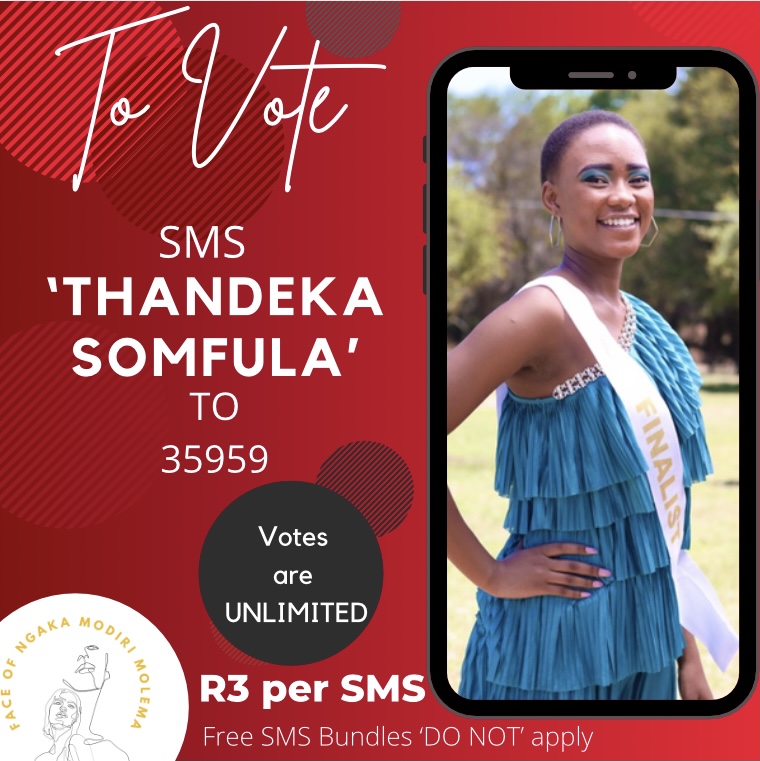 To Vote
SMS
‘THANDEKA
SOMFULA’
TO
35959
Votes
are
UNLIMITED
R3 per SMS
Free SMS Bundles ‘DO NOT’ apply
FACE OF NGAKA MODIRI MOLEMA
FINALIST